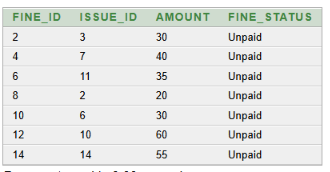 FINE_ID ISSUE_ID AMOUNT FINE_STATUS
2 3 30 Unpaid
4 7 40 Unpaid
6 11 35 Unpaid
8 2 20 Unpaid
10 6 30 Unpaid
12 10 60 Unpaid
14 14 55 Unpaid